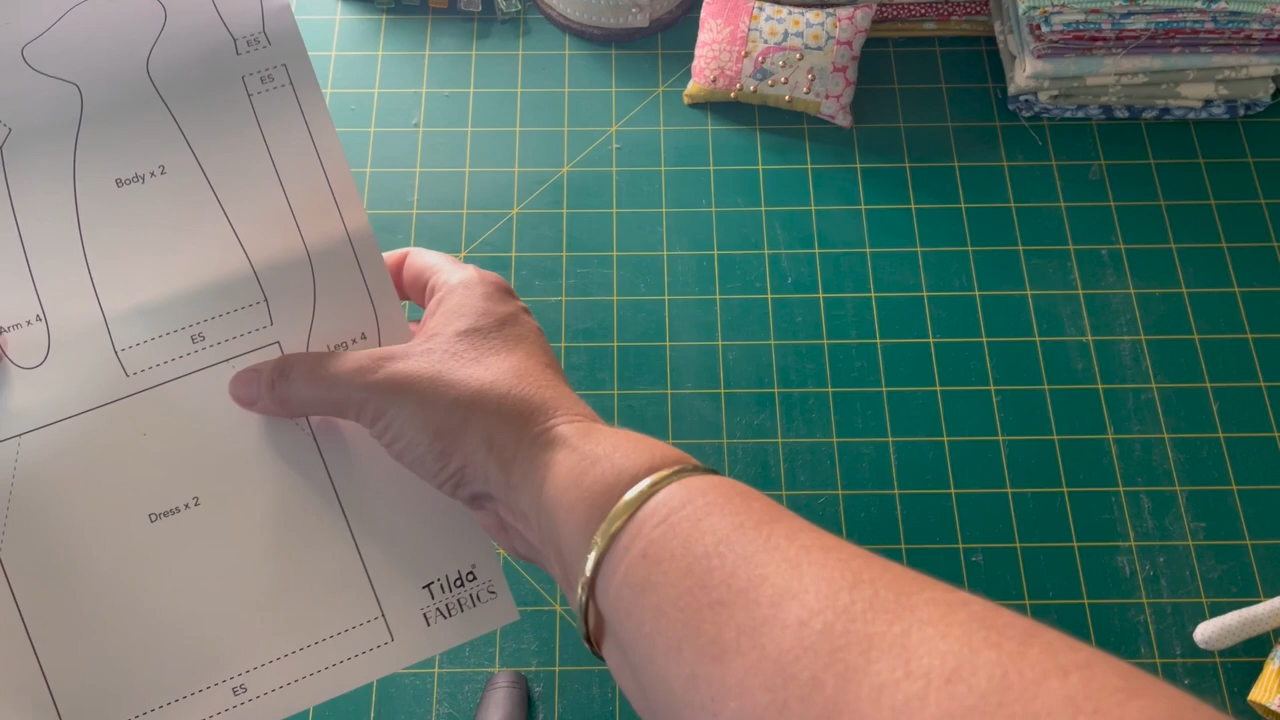 ES
ES
Body x 2
Arm x 4
ES
Leg x 4
Dress x 2
Tilda®
FABRICS
ES